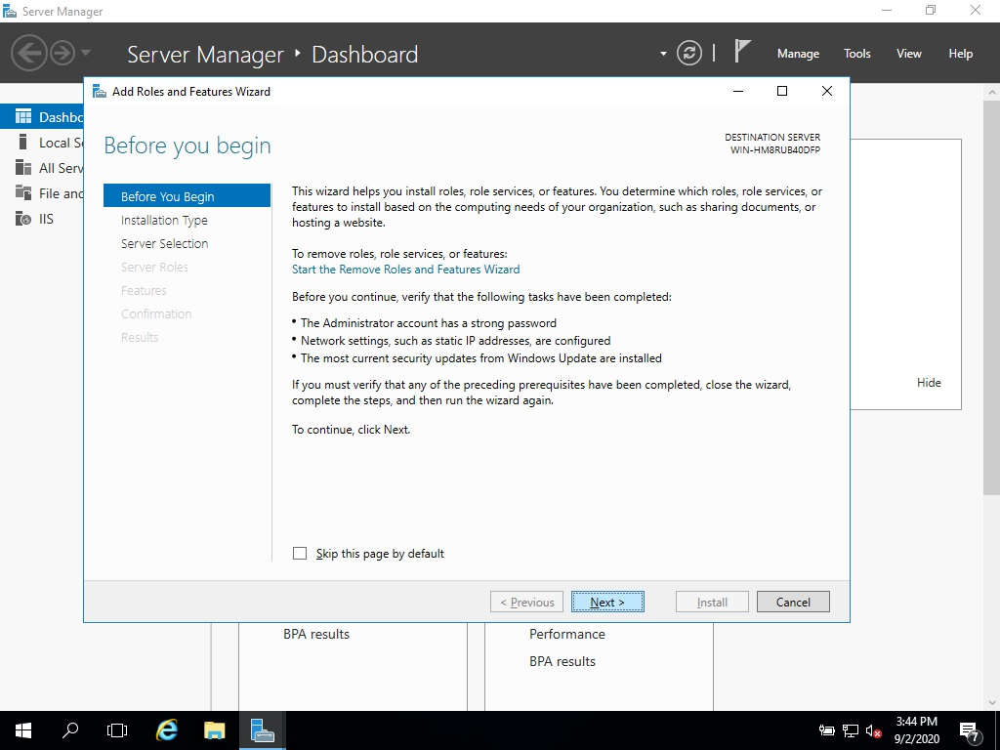 Server Manager
Server Manager ‣ Dashboard
Manage Tools View Help
Add Roles and Features Wizard
Dashbo
Local S
All Serv
File and
IIS
Before you begin
DESTINATION SERVER
WIN-HM8RUB40DFP
Before You Begin
Installation Type
Server Selection
Server Roles
Features
Confirmation
Results
This wizard helps you install roles, role services, or features. You determine which roles, role services, or
features to install based on the computing needs of your organization, such as sharing documents, or
hosting a website.
To remove roles, role services, or features:
Start the Remove Roles and Features Wizard
Before you continue, verify that the following tasks have been completed:
• The Administrator account has a strong password
• Network settings, such as static IP addresses, are configured
• The most current security updates from Windows Update are installed
If you must verify that any of the preceding prerequisites have been completed, close the wizard,
complete the steps, and then run the wizard again.
To continue, click Next.
Hide
Skip this page by default
< Previous Next > Install Cancel
BPA results
Performance
BPA results
3:44 PM
9/2/2020
7